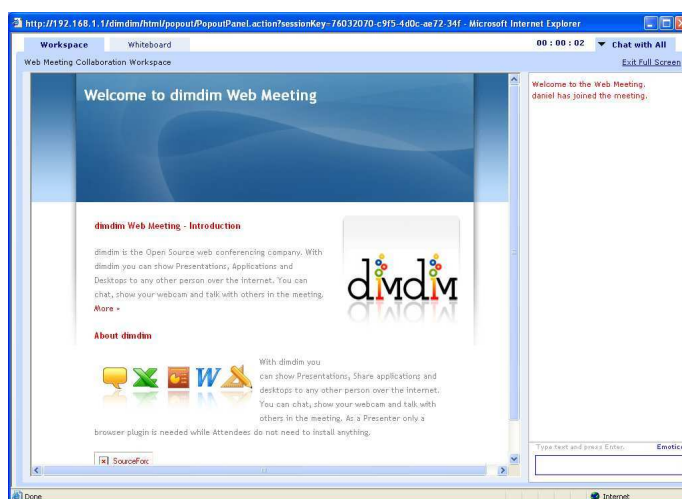 http://192.168.1.1/dimdim/html/popout/PopoutPanel.action?sessionKey=76032070-c9f5-4d0c-ae72-34f - Microsoft Internet Explorer
Workspace Whiteboard 00 : 00 : 02 Chat with All
Web Meeting Collaboration Workspace Exit Full Screen
Welcome to dimdim Web Meeting
Welcome to the Web Meeting.
daniel has joined the meeting.
dimdim Web Meeting - Introduction
dimdim is the Open Source web conferencing company. With
dimdim you can show Presentations, Applications and
Desktops to any other person over the internet. You can
chat, show your webcam and talk with others in the meeting.
More »
dimdim
About dimdim
With dimdim you
can show Presentations, Share applications and
desktops to any other person over the internet.
You can chat, show your webcam and talk with
others in the meeting. As a Presenter only a
browser plugin is needed while Attendees do not need to install
anything.
SourceForc
Type text and press Enter. Emotico
Done Internet